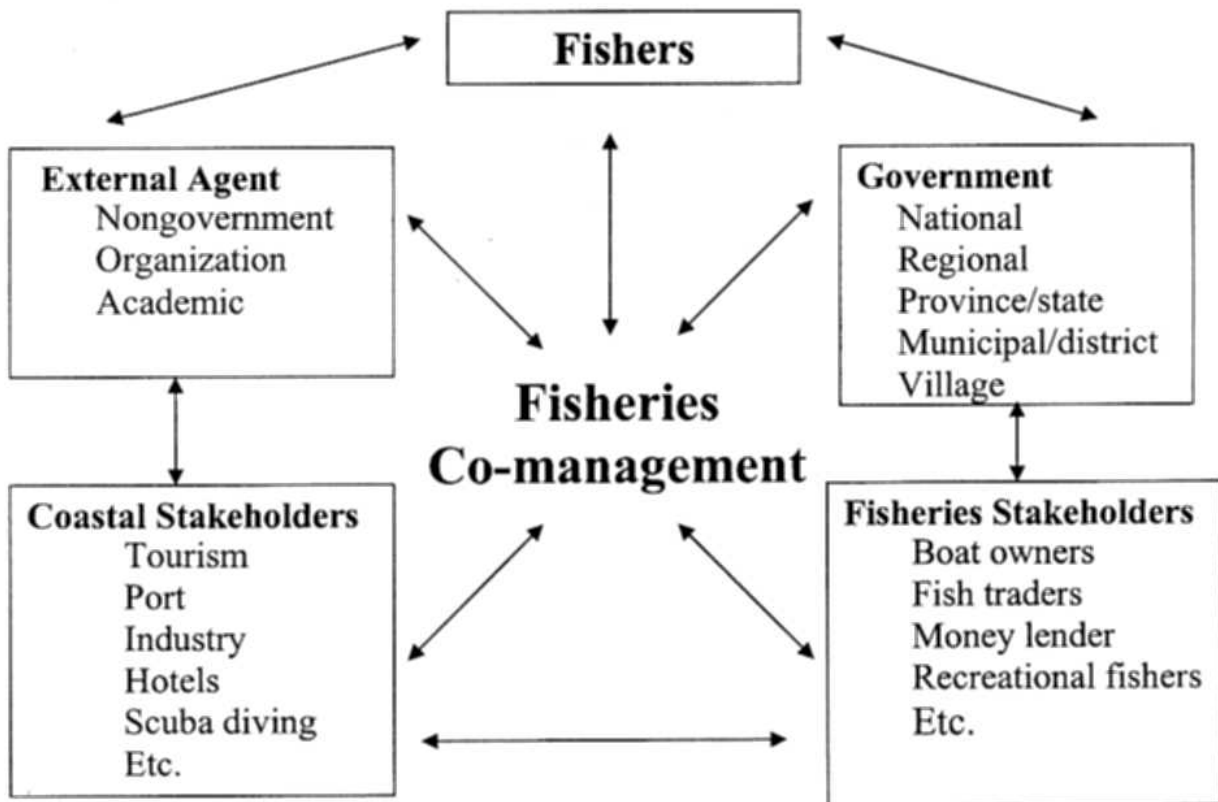 Fishers
External Agent
Nongovernment
Organization
Academic
Government
National
Regional
Province/state
Municipal/district
Village
Fisheries
Co-management
Coastal Stakeholders
Tourism
Port
Industry
Hotels
Scuba diving
Etc.
Fisheries Stakeholders
Boat owners
Fish traders
Money lender
Recreational fishers
Etc.